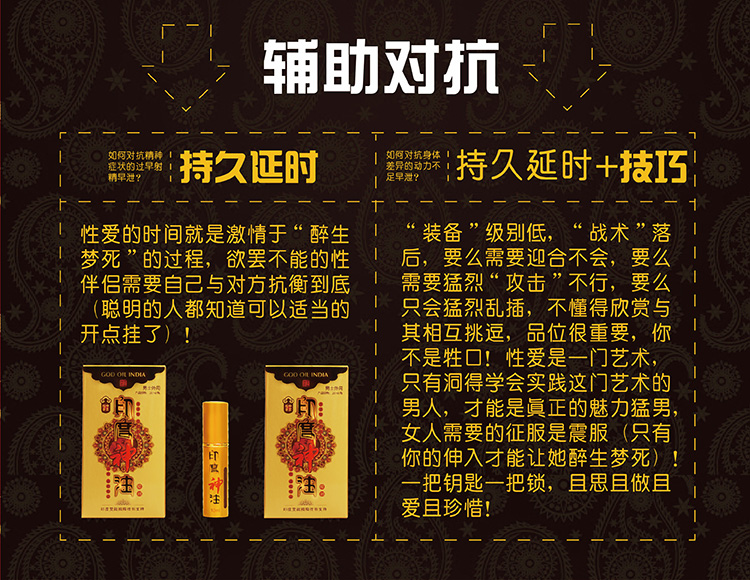 辅助对抗
如何对抗精神
症状的过早射
精早泄?
持久延时
如何对抗身体
差异的动力不
足早泄?
持久延时+技巧
性爱的时间就是激情于“醉生
梦死”的过程，欲罢不能的性
伴侣需要自己与对方抗衡到底
（聪明的人都知道可以适当的
开点挂了）！
“装备”级别低，“战术”落
后，要么需要迎合不会，要么
需要猛烈“攻击”不行，要么
只会猛烈乱插，不懂得欣赏与
其相互挑逗，品位很重要，你
不是牲口！性爱是一门艺术，
只有洞得学会实践这门艺术的
男人，才能是真正的魅力猛男，
女人需要的征服是震服（只有
你的伸入才能让她醉生梦死）！
一把钥匙一把锁，且思且做且
爱且珍惜！
GOD OIL INDIA
印度神油
印度神油
GOD OIL INDIA
印度神油